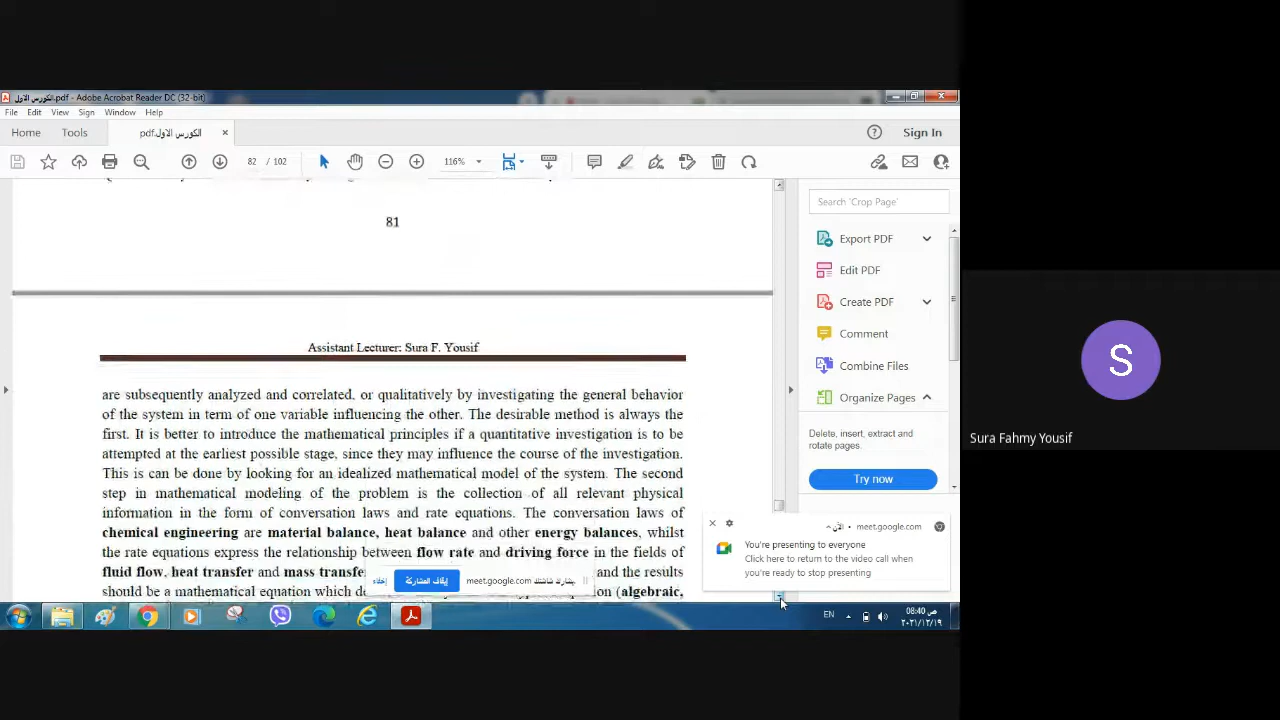 الكورس الاول.pdf - Adobe Acrobat Reader DC (32-bit)
File Edit View Sign Window Help
Home Tools الكورس الاول.pdf × Sign In
82 / 102 116%
81
Assistant Lecturer: Sura F. Yousif
are subsequently analyzed and correlated, or qualitatively by investigating the general behavior
of the system in term of one variable influencing the other. The desirable method is always the
first. It is better to introduce the mathematical principles if a quantitative investigation is to be
attempted at the earliest possible stage, since they may influence the course of the investigation.
This is can be done by looking for an idealized mathematical model of the system. The second
step in mathematical modeling of the problem is the collection of all relevant physical
information in the form of conversation laws and rate equations. The conversation laws of
chemical engineering are material balance, heat balance and other energy balances, whilst
the rate equations express the relationship between flow rate and driving force in the fields of
fluid flow, heat transfer and mass transfe and the results
should be a mathematical equation which de (algebraic,
Search 'Crop Page'
Export PDF
Edit PDF
Create PDF
Comment
Combine Files
Organize Pages
Delete, insert, extract and
rotate pages.
Try now
meet.google.com • الآن
You're presenting to everyone
Click here to return to the video call when
you're ready to stop presenting
meet.google.com يشارك شاشتك
إيقاف المشاركة
إخفاء
EN
08:40 ص
٢٠٢١/١٢/١٩
S
Sura Fahmy Yousif